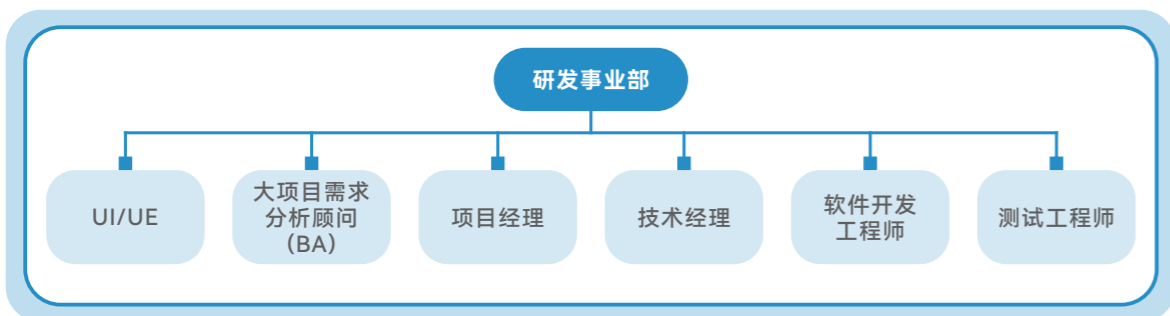 研发事业部
UI/UE
大项目需求
分析顾问
（BA）
项目经理
技术经理
软件开发
工程师
测试工程师